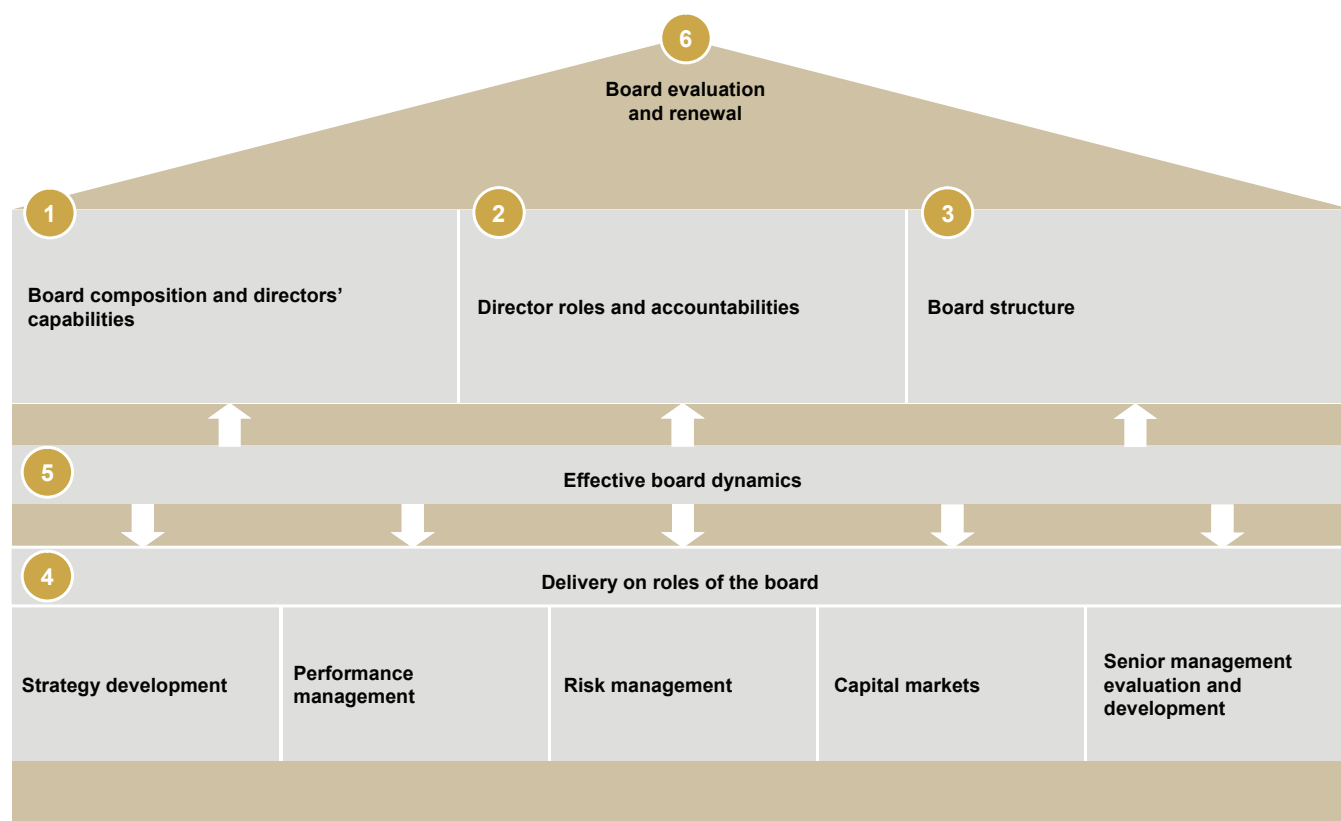 6
Board evaluation
and renewal
1
2
3
Board composition and directors’
capabilities
Director roles and accountabilities
Board structure
5
Effective board dynamics
4
Delivery on roles of the board
Strategy development
Performance
management
Risk management
Capital markets
Senior management
evaluation and
development